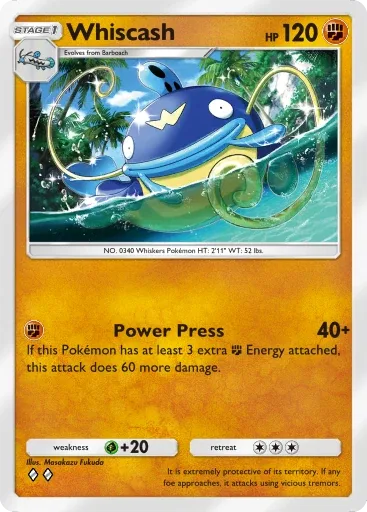 STAGE 1
Whiscash
HP 120
Evolves from Barboach
NO. 0340 Whiskers Pokémon HT: 2'11" WT: 52 lbs.
Power Press 40+
If this Pokémon has at least 3 extra Energy attached,
this attack does 60 more damage.
weakness +20 retreat
Illus. Masakazu Fukuda
It is extremely protective of its territory. If any
foe approaches, it attacks using vicious tremors.